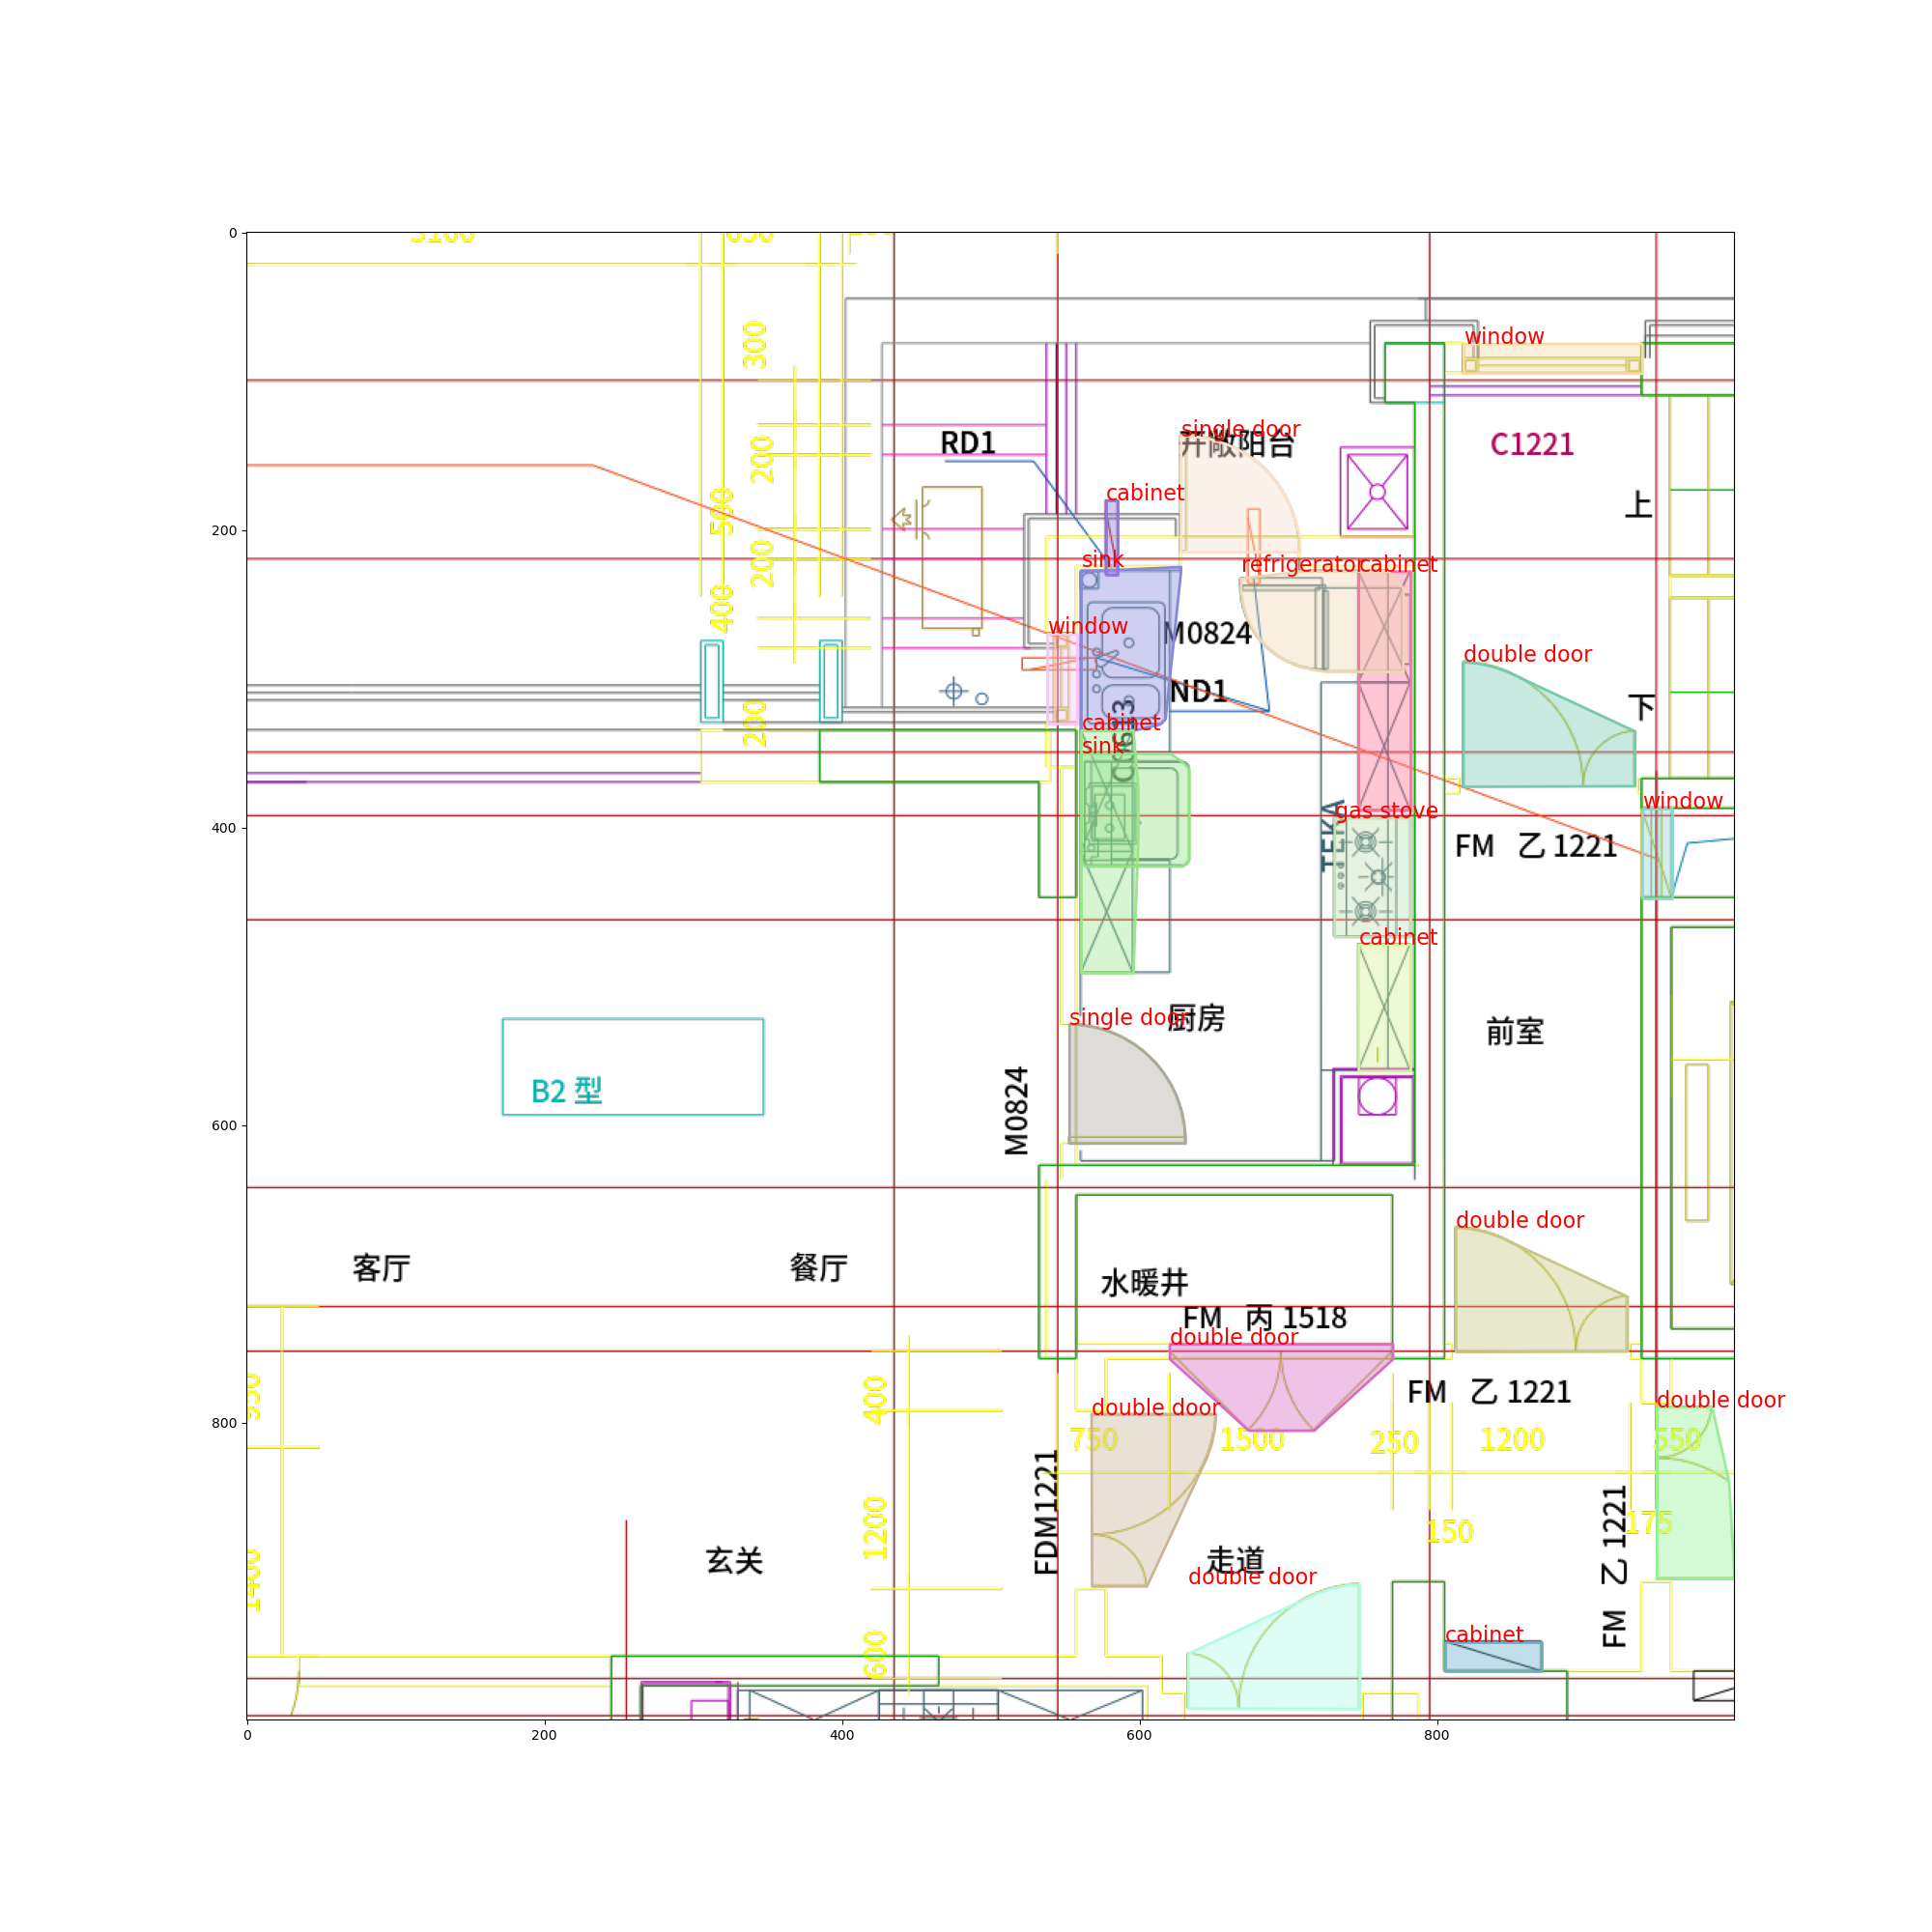 0
200
400
600
800
0
200
400
600
800
300
200
500
200
400
200
RD1
single door
开敞阳台
window
C1221
上
cabinet
sink
refrigerator
cabinet
window
M0824
ND1
double door
下
cabinet
sink
C0613
gas stove
TEKA
window
FM 乙 1221
cabinet
single door
厨房
前室
B2 型
M0824
double door
客厅
餐厅
水暖井
FM 丙 1518
double door
FM 乙 1221
double door
double door
400
750
1500
250
1200
550
150
175
1200
FDM1221
FM 乙 1221
玄关
走道
double door
1400
600
cabinet